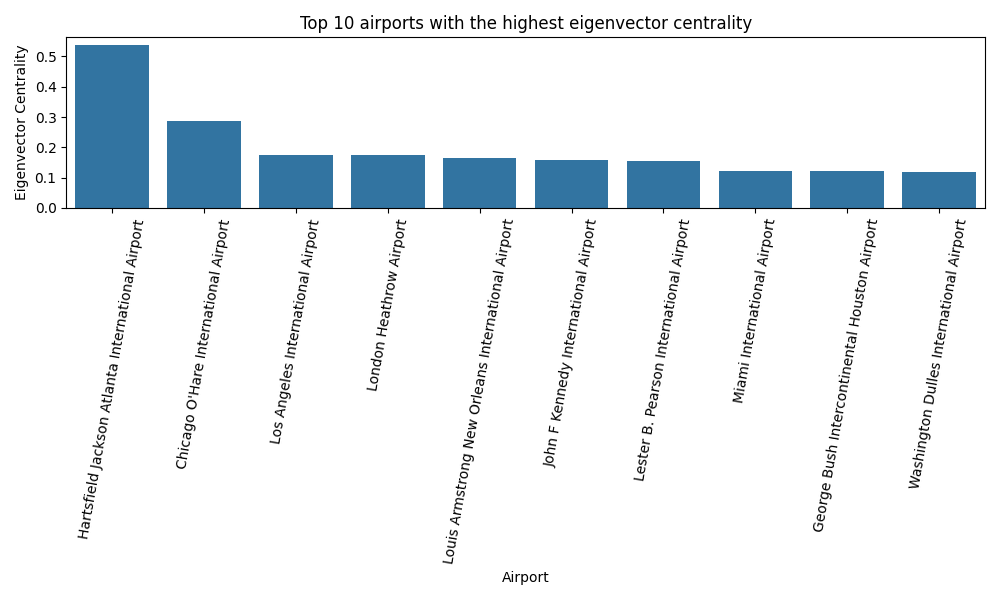 Top 10 airports with the highest eigenvector centrality
Eigenvector Centrality
0.5
0.4
0.3
0.2
0.1
0.0
Hartsfield Jackson Atlanta International Airport
Chicago O'Hare International Airport
Los Angeles International Airport
London Heathrow Airport
Louis Armstrong New Orleans International Airport
John F Kennedy International Airport
Lester B. Pearson International Airport
Miami International Airport
George Bush Intercontinental Houston Airport
Washington Dulles International Airport
Airport